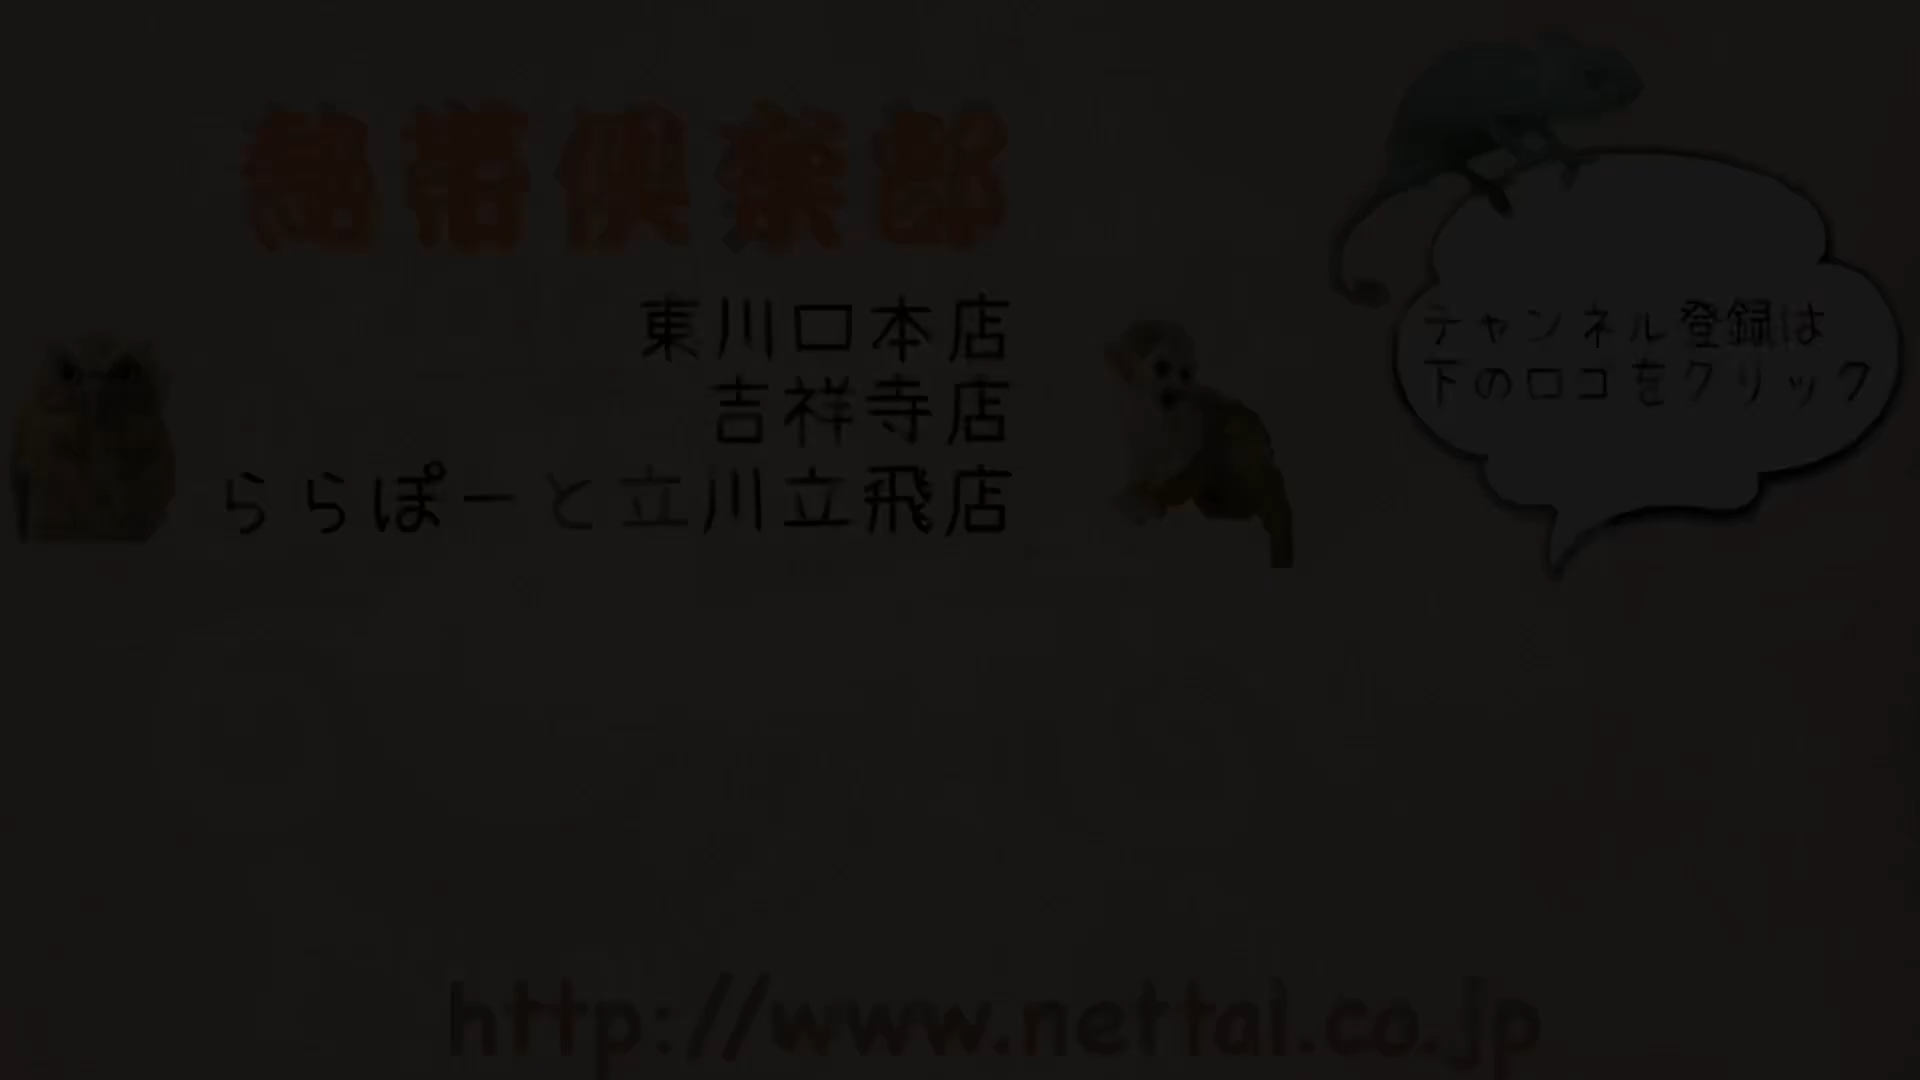 熱帯倶楽部
東川口本店
吉祥寺店
ららぽーと立川立飛店
チャンネル登録は
下のロゴをクリック
http://www.nettai.co.jp